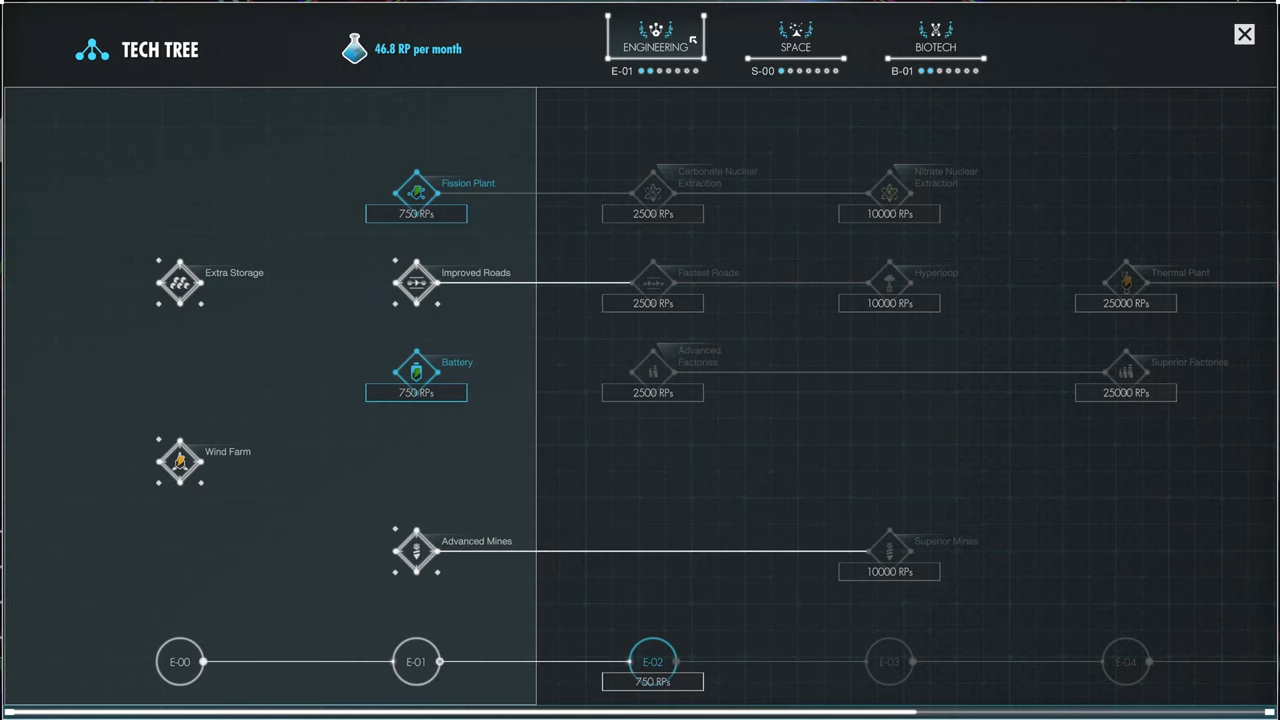 TECH TREE
46.8 RP per month
ENGINEERING
SPACE
BIOTECH
E-01
S-00
B-01
Fission Plant
750 RPs
Carbonate Nuclear
Extraction
2500 RPs
Nitrate Nuclear
Extraction
10000 RPs
Extra Storage
Improved Roads
Fastest Roads
2500 RPs
Hyperloop
10000 RPs
Thermal Plant
25000 RPs
Battery
750 RPs
Advanced
Factories
2500 RPs
Superior Factories
25000 RPs
Wind Farm
Advanced Mines
Superior Mines
10000 RPs
E-00
E-01
E-02
750 RPs
E-03
E-04